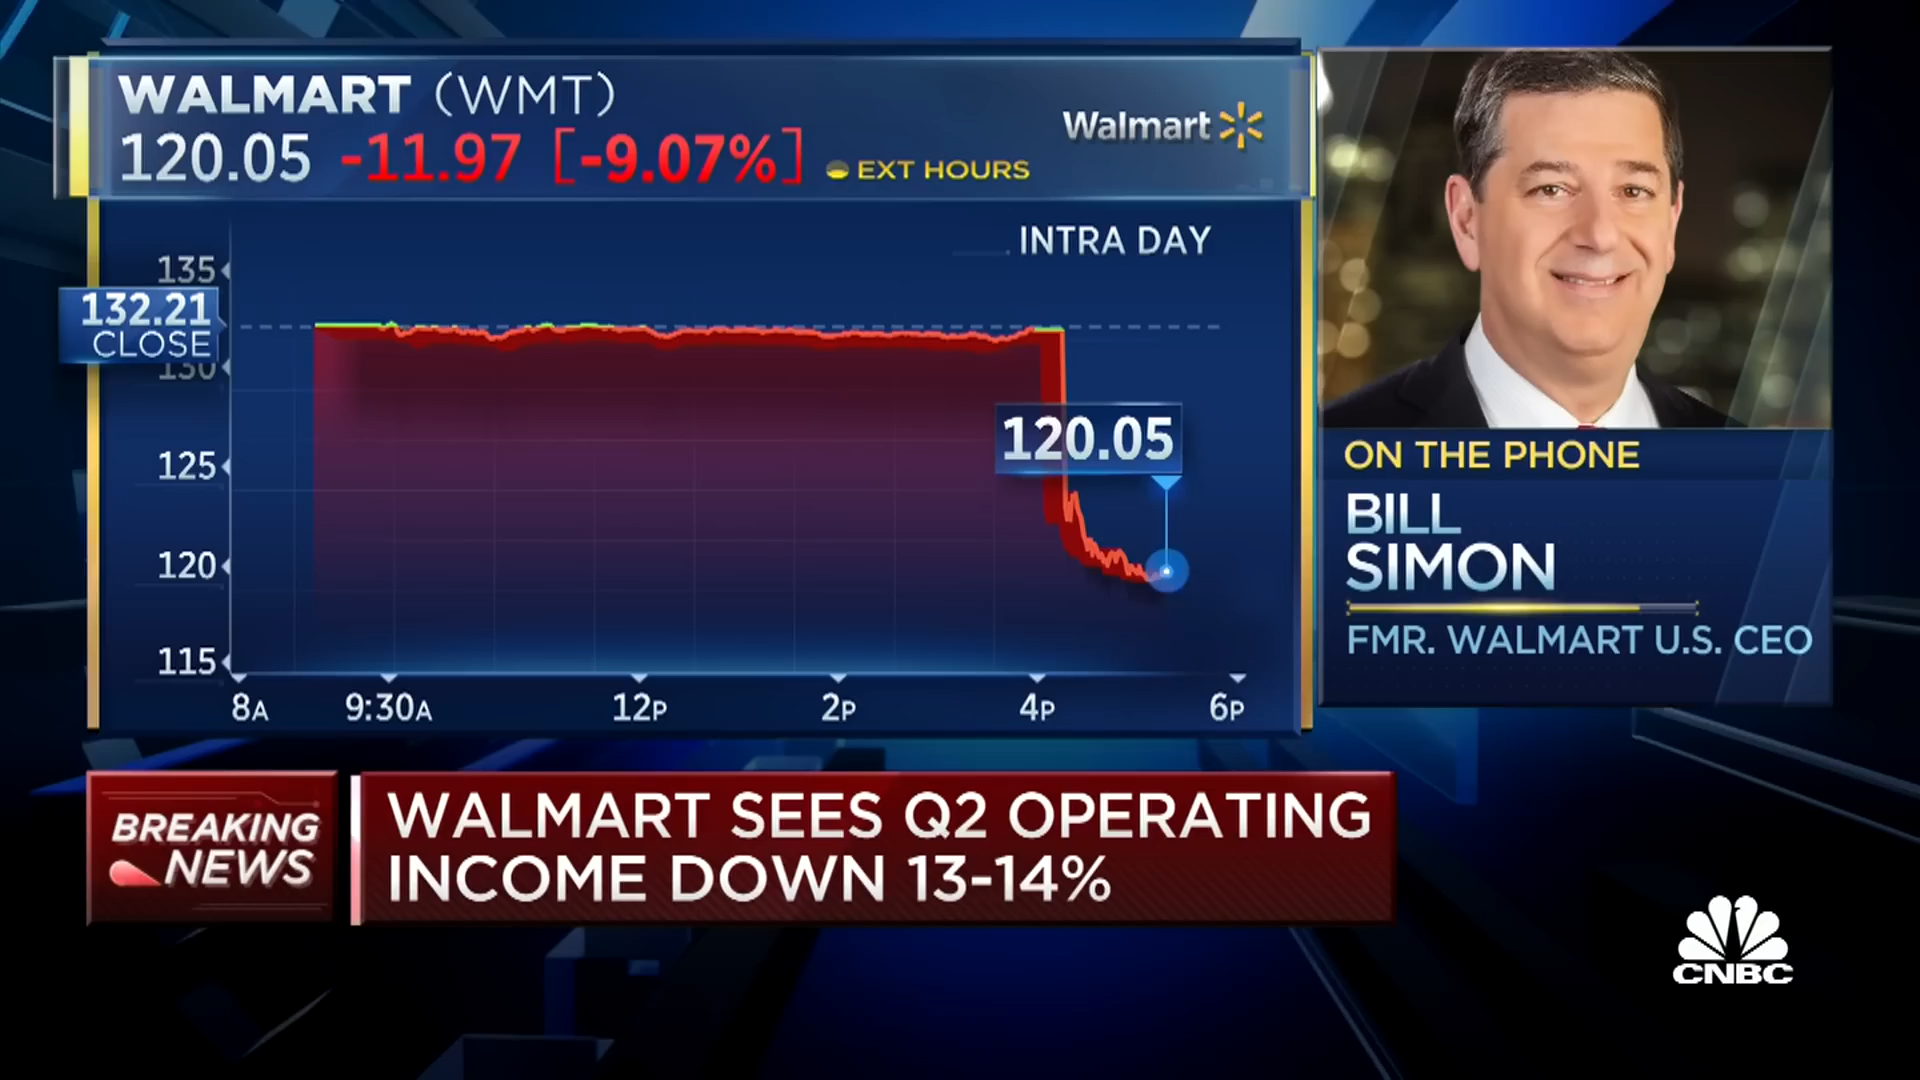 WALMART (WMT)
120.05 -11.97 [-9.07%] EXT HOURS
Walmart
INTRA DAY
135
132.21
CLOSE
130
125
120
115
120.05
8A 9:30A 12P 2P 4P 6P
ON THE PHONE
BILL
SIMON
FMR. WALMART U.S. CEO
BREAKING
NEWS
WALMART SEES Q2 OPERATING
INCOME DOWN 13-14%
CNBC